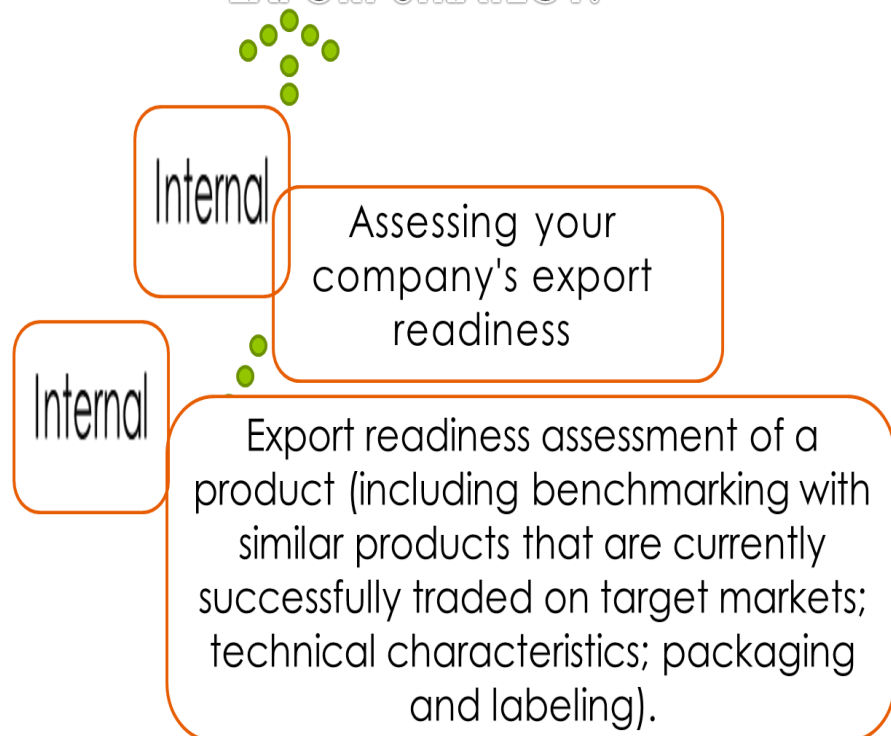 Internal
Assessing your
company's export
readiness
Internal
Export readiness assessment of a
product (including benchmarking with
similar products that are currently
successfully traded on target markets;
technical characteristics; packaging
and labeling).